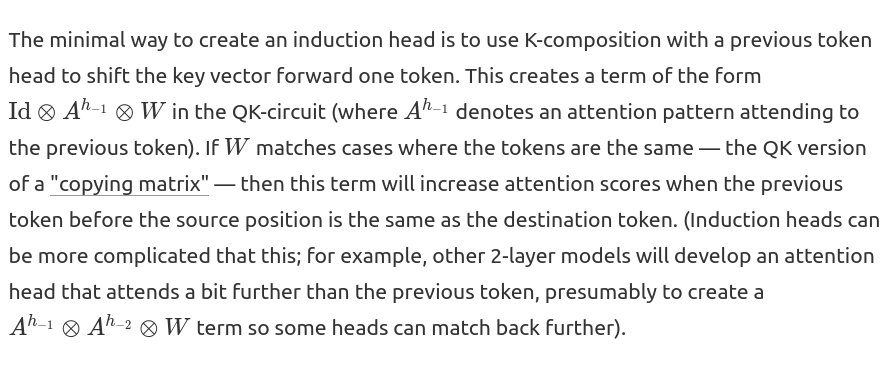 The minimal way to create an induction head is to use K-composition with a previous token
head to shift the key vector forward one token. This creates a term of the form
Id ⊗ A^{h_{-1}} ⊗ W in the QK-circuit (where A^{h_{-1}} denotes an attention pattern attending to
the previous token). If W matches cases where the tokens are the same — the QK version
of a "copying matrix" — then this term will increase attention scores when the previous
token before the source position is the same as the destination token. (Induction heads can
be more complicated that this; for example, other 2-layer models will develop an attention
head that attends a bit further than the previous token, presumably to create a
A^{h_{-1}} ⊗ A^{h_{-2}} ⊗ W term so some heads can match back further).